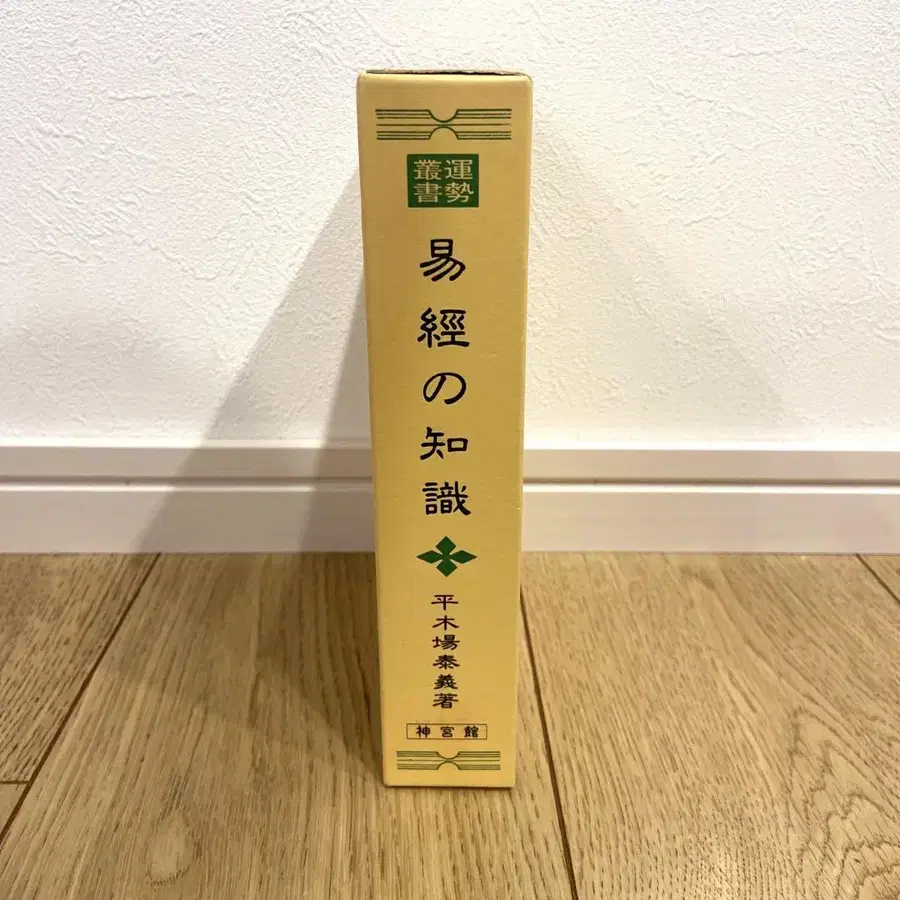 運勢
叢書
易經の知識
平木場泰義著
神宮館